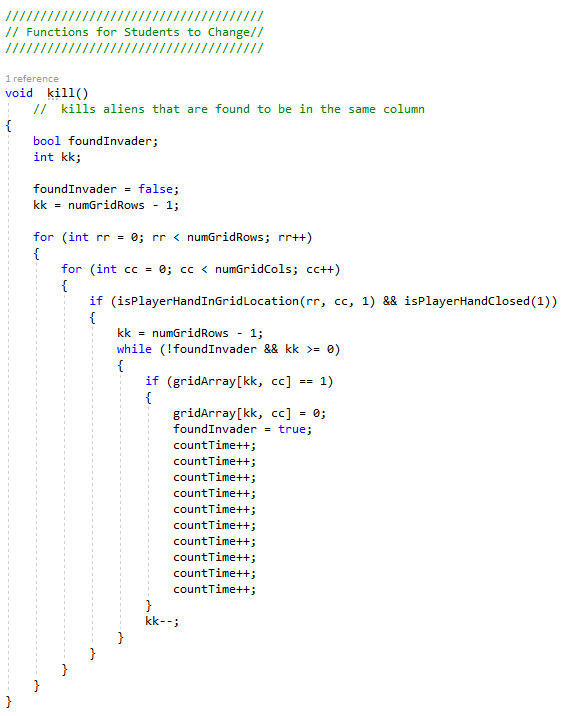 /////////////////////////////////////
// Functions for Students to Change//
/////////////////////////////////////
1 reference
void  kill()
    //  kills aliens that are found to be in the same column
{
    bool foundInvader;
    int kk;
    foundInvader = false;
    kk = numGridRows - 1;
    for (int rr = 0; rr < numGridRows; rr++)
    {
        for (int cc = 0; cc < numGridCols; cc++)
        {
            if (isPlayerHandInGridLocation(rr, cc, 1) && isPlayerHandClosed(1))
            {
                kk = numGridRows - 1;
                while (!foundInvader && kk >= 0)
                {
                    if (gridArray[kk, cc] == 1)
                    {
                        gridArray[kk, cc] = 0;
                        foundInvader = true;
                        countTime++;
                        countTime++;
                        countTime++;
                        countTime++;
                        countTime++;
                        countTime++;
                        countTime++;
                        countTime++;
                        countTime++;
                        countTime++;
                    }
                    kk--;
                }
            }
        }
    }
}